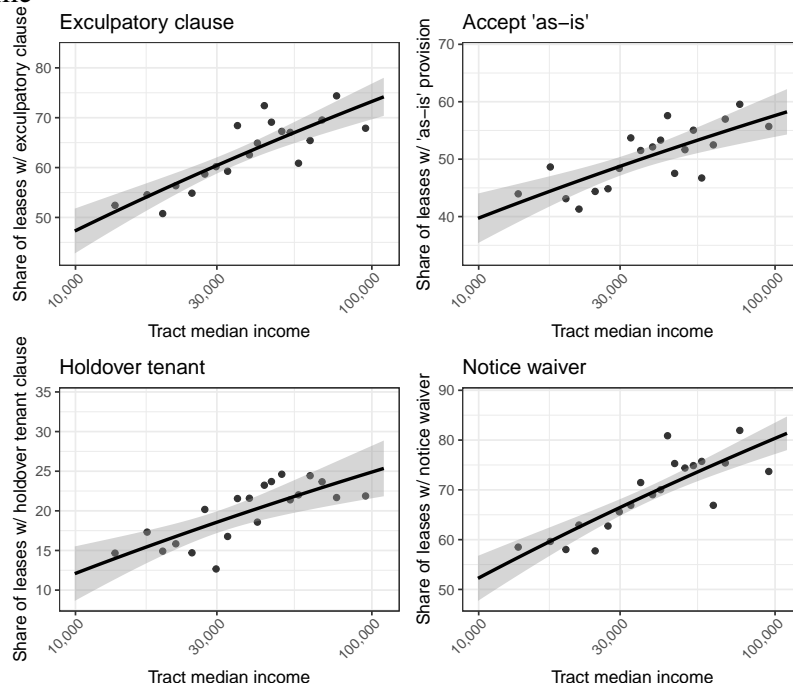 Exculpatory clause
Share of leases w/ exculpatory clause
80
70
60
50
10,000
30,000
100,000
Tract median income
Accept 'as−is'
Share of leases w/ 'as−is' provision
70
60
50
40
10,000
30,000
100,000
Tract median income
Holdover tenant
Share of leases w/ holdover tenant clause
35
30
25
20
15
10
10,000
30,000
100,000
Tract median income
Notice waiver
Share of leases w/ notice waiver
90
80
70
60
50
10,000
30,000
100,000
Tract median income